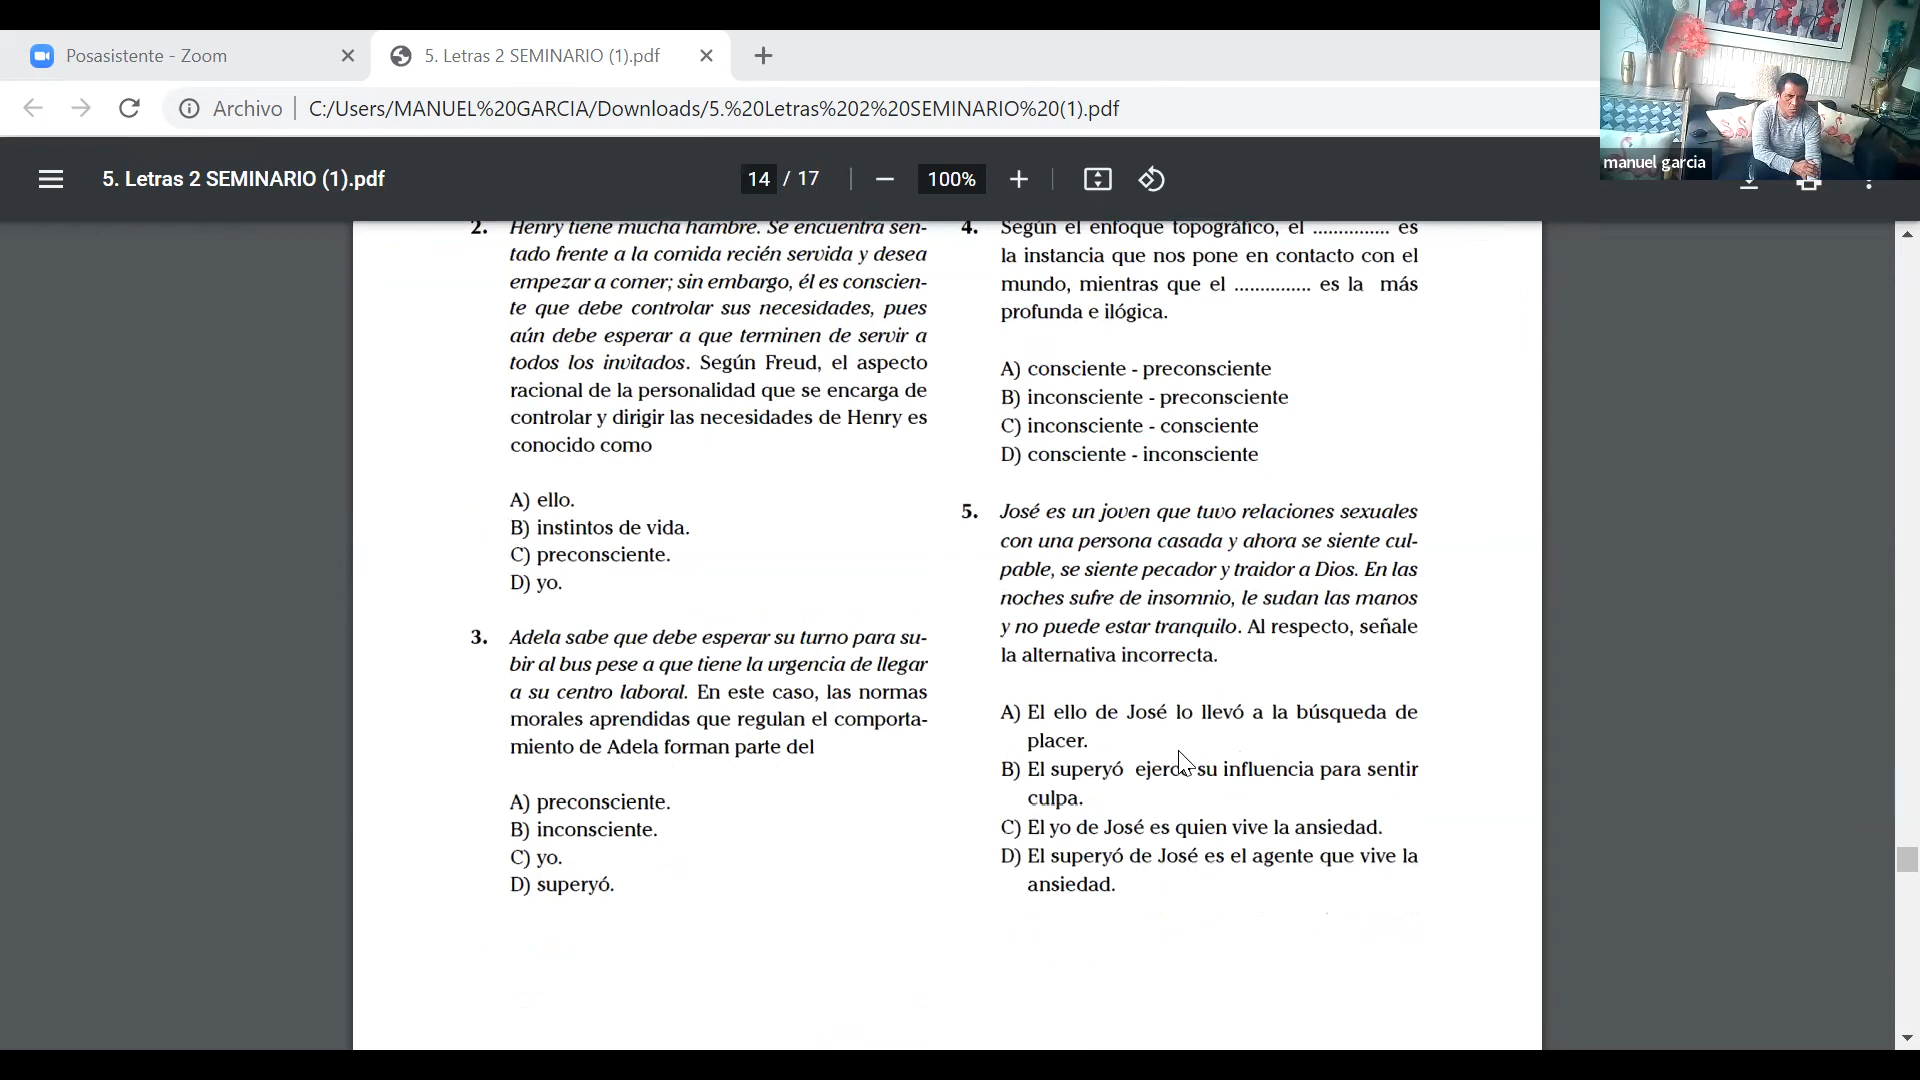 Posasistente - Zoom
5. Letras 2 SEMINARIO (1).pdf
Archivo
C:/Users/MANUEL%20GARCIA/Downloads/5.%20Letras%202%20SEMINARIO%20(1).pdf
manuel garcia
5. Letras 2 SEMINARIO (1).pdf
14 / 17
100%
2. Henry tiene mucha hambre. Se encuentra sen-
tado frente a la comida recién servida y desea
empezar a comer; sin embargo, él es conscien-
te que debe controlar sus necesidades, pues
aún debe esperar a que terminen de servir a
todos los invitados. Según Freud, el aspecto
racional de la personalidad que se encarga de
controlar y dirigir las necesidades de Henry es
conocido como
A) ello.
B) instintos de vida.
C) preconsciente.
D) yo.
3. Adela sabe que debe esperar su turno para su-
bir al bus pese a que tiene la urgencia de llegar
a su centro laboral. En este caso, las normas
morales aprendidas que regulan el comporta-
miento de Adela forman parte del
A) preconsciente.
B) inconsciente.
C) yo.
D) superyó.
4. Según el enfoque topográfico, el ............... es
la instancia que nos pone en contacto con el
mundo, mientras que el ............... es la más
profunda e ilógica.
A) consciente - preconsciente
B) inconsciente - preconsciente
C) inconsciente - consciente
D) consciente - inconsciente
5. José es un joven que tuvo relaciones sexuales
con una persona casada y ahora se siente cul-
pable, se siente pecador y traidor a Dios. En las
noches sufre de insomnio, le sudan las manos
y no puede estar tranquilo. Al respecto, señale
la alternativa incorrecta.
A) El ello de José lo llevó a la búsqueda de
placer.
B) El superyó su influencia para sentir
culpa.
C) El yo de José es quien vive la ansiedad.
D) El superyó de José es el agente que vive la
ansiedad.